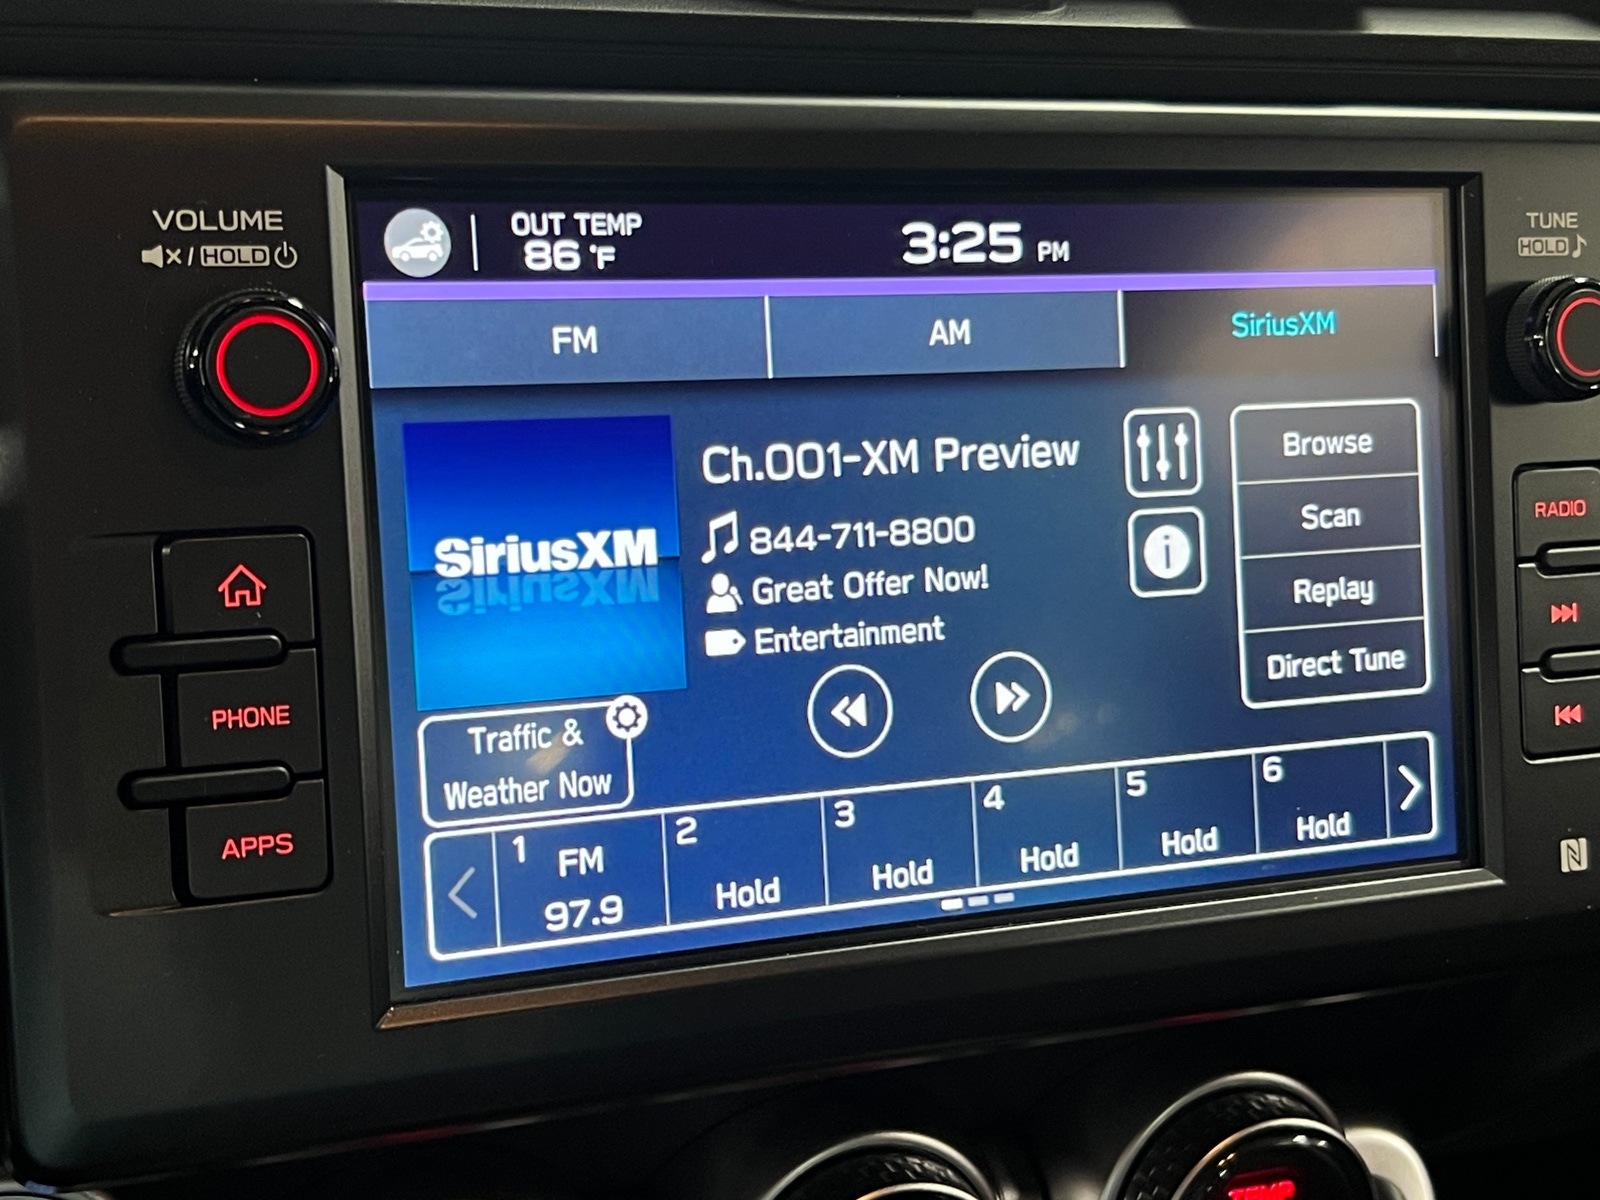 VOLUME
/ HOLD
TUNE
HOLD
OUT TEMP
86 °F
3:25 PM
FM
AM
SiriusXM
SiriusXM
Ch.001-XM Preview
844-711-8800
Great Offer Now!
Entertainment
i
Browse
Scan
Replay
Direct Tune
Traffic &
Weather Now
1
FM
97.9
2
Hold
3
Hold
4
Hold
5
Hold
6
Hold
PHONE
APPS
RADIO
N
TEMP